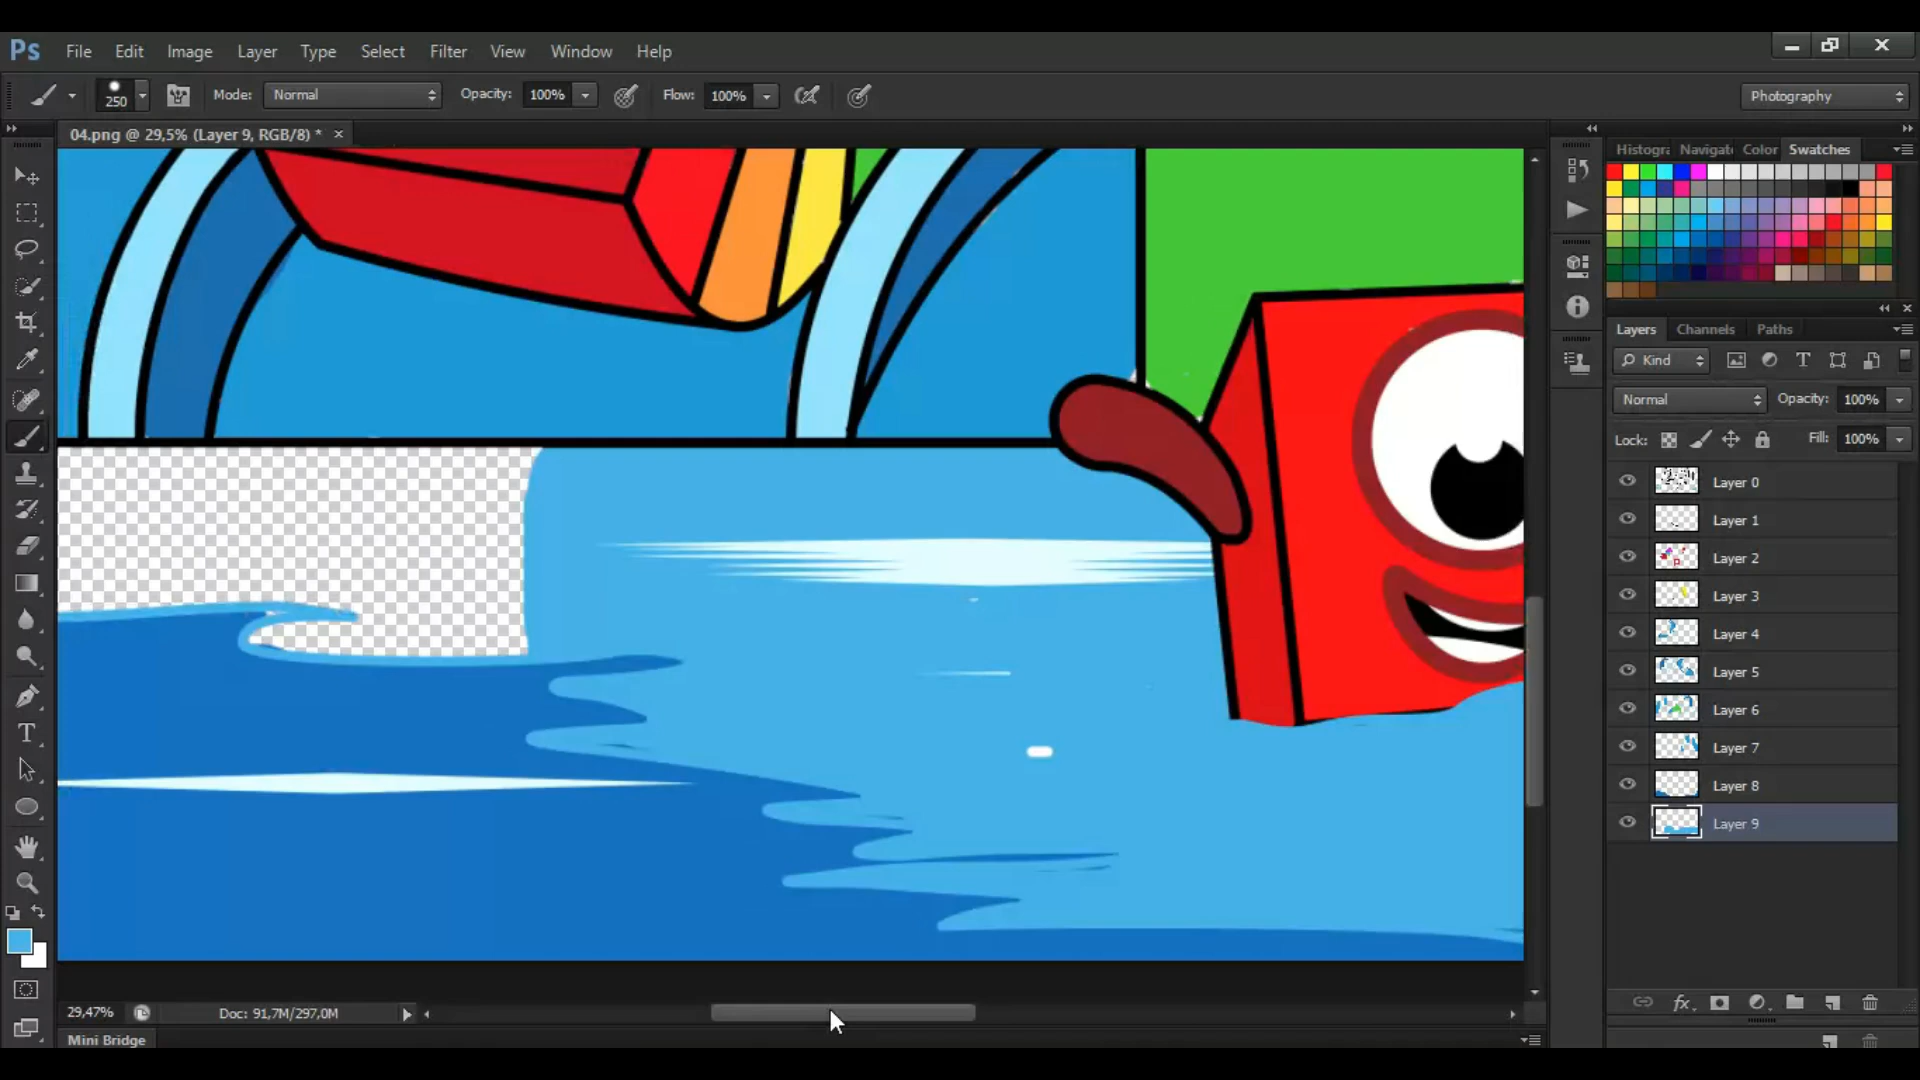 Ps File Edit Image Layer Type Select Filter View Window Help
250 Mode: Normal Opacity: 100% Flow: 100% Photography
04.png @ 29,5% (Layer 9, RGB/8) * ×
Histogra Navigat Color Swatches
Layers Channels Paths
Kind
Normal Opacity: 100%
Lock: Fill: 100%
Layer 0
Layer 1
Layer 2
Layer 3
Layer 4
Layer 5
Layer 6
Layer 7
Layer 8
Layer 9
29,47% Doc: 91,7M/297,0M
Mini Bridge